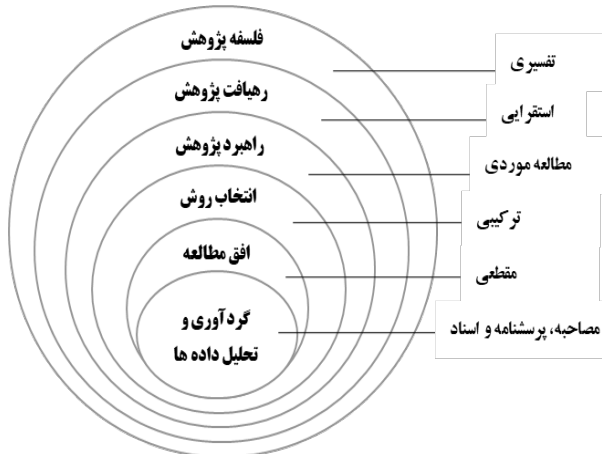 فلسفه پژوهش
تفسیری
رهیافت پژوهش
استقرایی
راهبرد پژوهش
مطالعه موردی
انتخاب روش
ترکیبی
افق مطالعه
مقطعی
گردآوری و
تحلیل داده ها
مصاحبه، پرسشنامه و اسناد